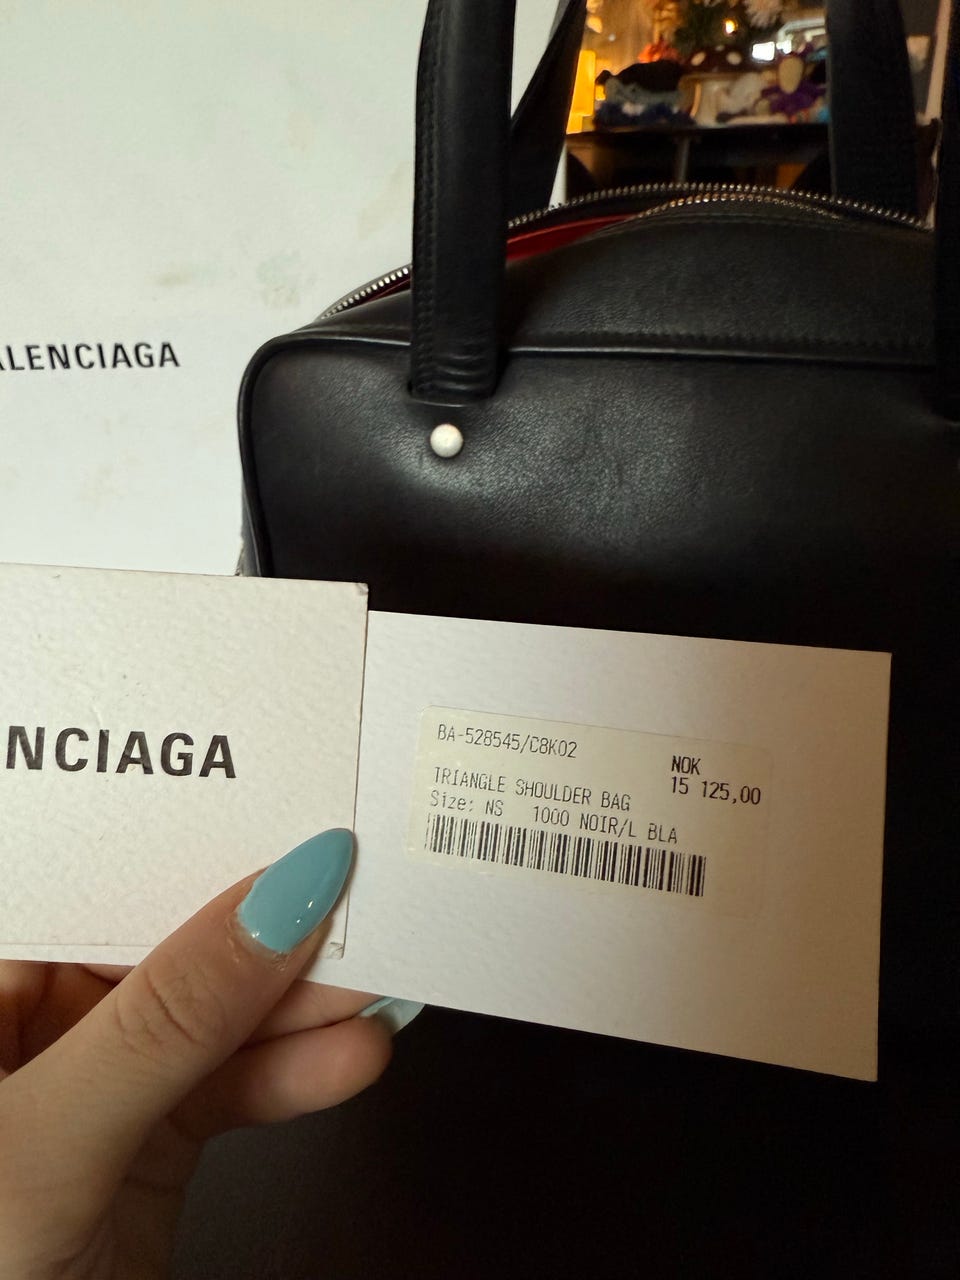 ALENCIAGA
NCIAGA
BA-528545/C8K02
NOK
15 125,00
TRIANGLE SHOULDER BAG
Size: NS 1000 NOIR/L BLA